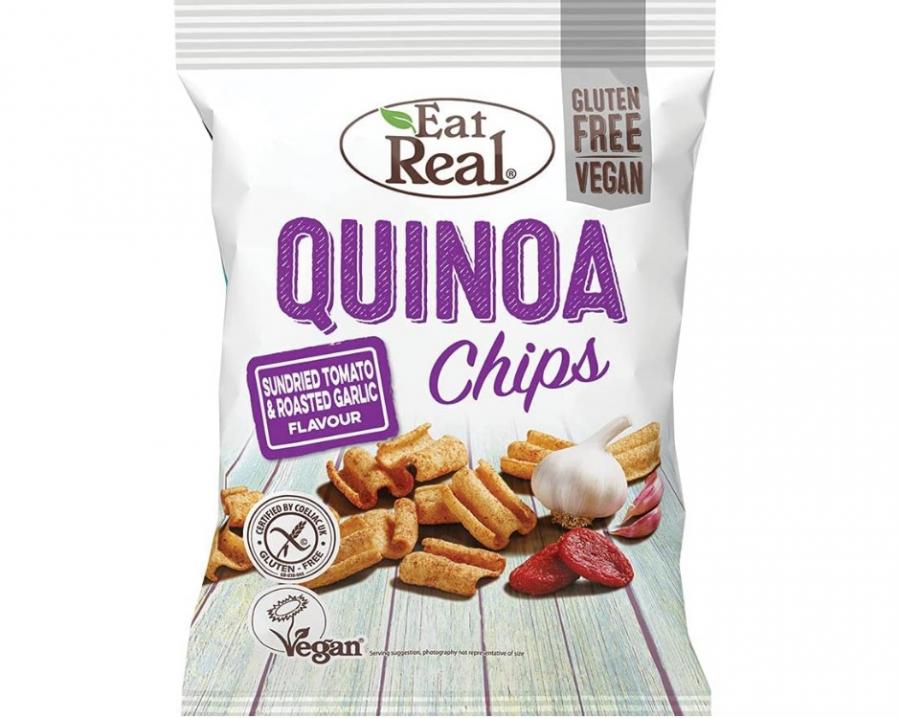 Eat
Real®
GLUTEN
FREE
VEGAN
QUINOA
Chips
SUNDRIED TOMATO
& ROASTED GARLIC
FLAVOUR
CERTIFIED BY COELIAC UK
GLUTEN - FREE
Vegan®
Serving suggestion, photography not representative of size